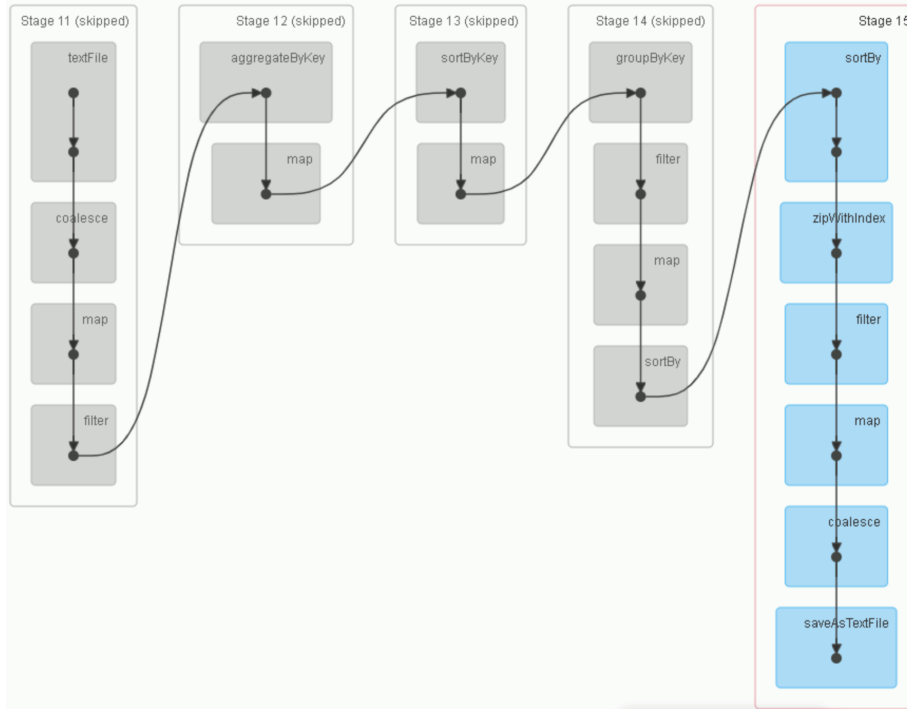 Stage 11 (skipped)
textFile
coalesce
map
filter
Stage 12 (skipped)
aggregateByKey
map
Stage 13 (skipped)
sortByKey
map
Stage 14 (skipped)
groupByKey
filter
map
sortBy
Stage 15
sortBy
zipWithIndex
filter
map
coalesce
saveAsTextFile